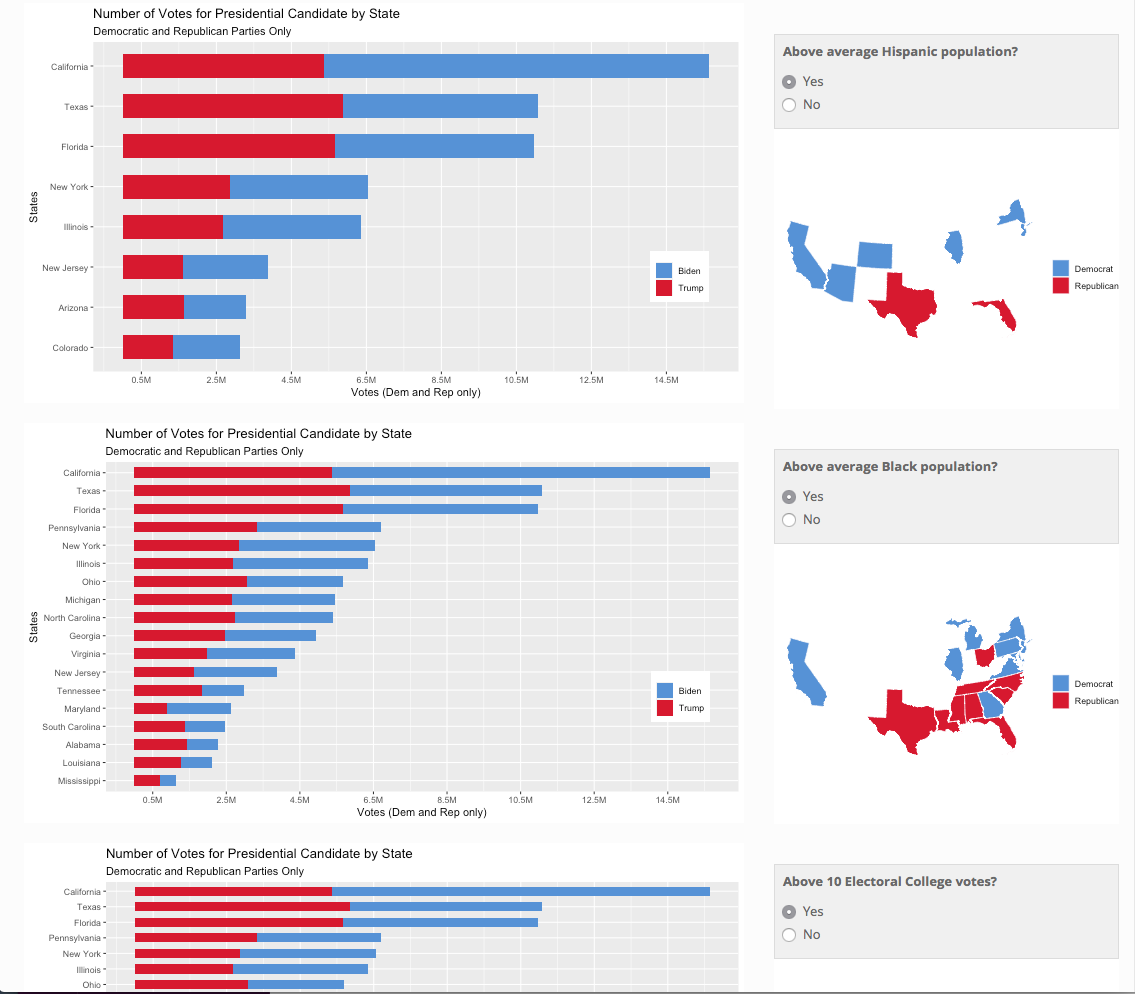 Number of Votes for Presidential Candidate by State
Democratic and Republican Parties Only
California
Texas
Florida
New York
Illinois
New Jersey
Arizona
Colorado
States
Biden
Trump
0.5M 2.5M 4.5M 6.5M 8.5M 10.5M 12.5M 14.5M
Votes (Dem and Rep only)
Above average Hispanic population?
Yes
No
Democrat
Republican
Number of Votes for Presidential Candidate by State
Democratic and Republican Parties Only
California
Texas
Florida
Pennsylvania
New York
Illinois
Ohio
Michigan
North Carolina
Georgia
Virginia
New Jersey
Tennessee
Maryland
South Carolina
Alabama
Louisiana
Mississippi
States
Biden
Trump
0.5M 2.5M 4.5M 6.5M 8.5M 10.5M 12.5M 14.5M
Votes (Dem and Rep only)
Above average Black population?
Yes
No
Democrat
Republican
Number of Votes for Presidential Candidate by State
Democratic and Republican Parties Only
California
Texas
Florida
Pennsylvania
New York
Illinois
Ohio
Above 10 Electoral College votes?
Yes
No